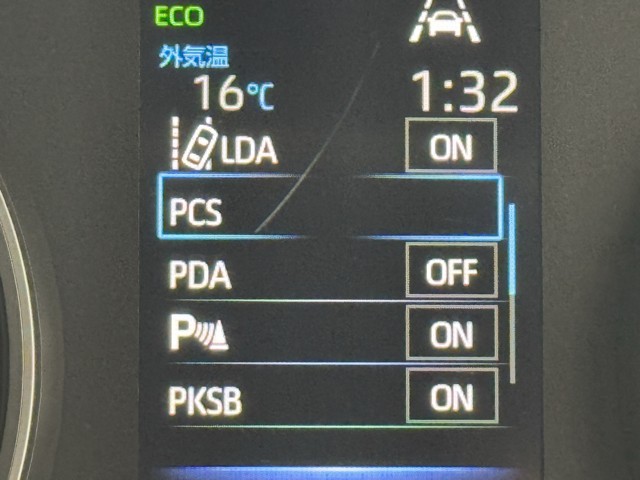 ECO
外気温
16℃ 1:32
LDA ON
PCS
PDA OFF
P ON
PKSB ON